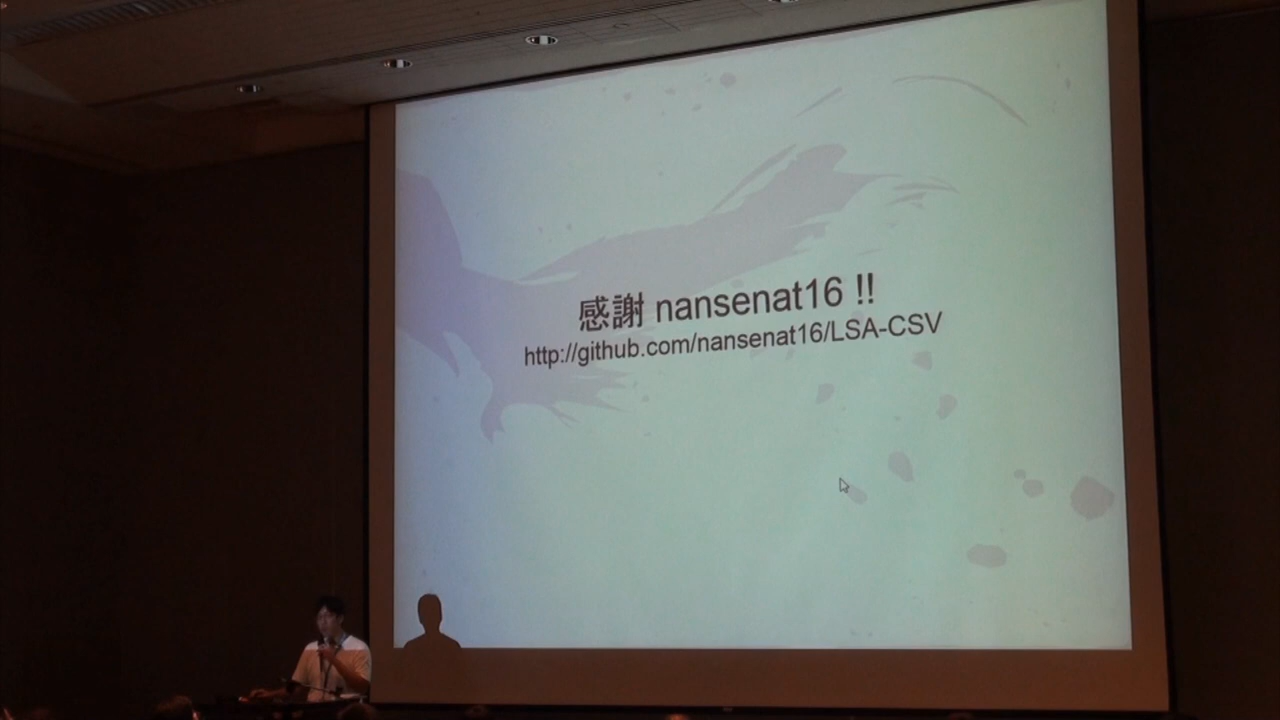 感謝 nansenat16 !!
http://github.com/nansenat16/LSA-CSV